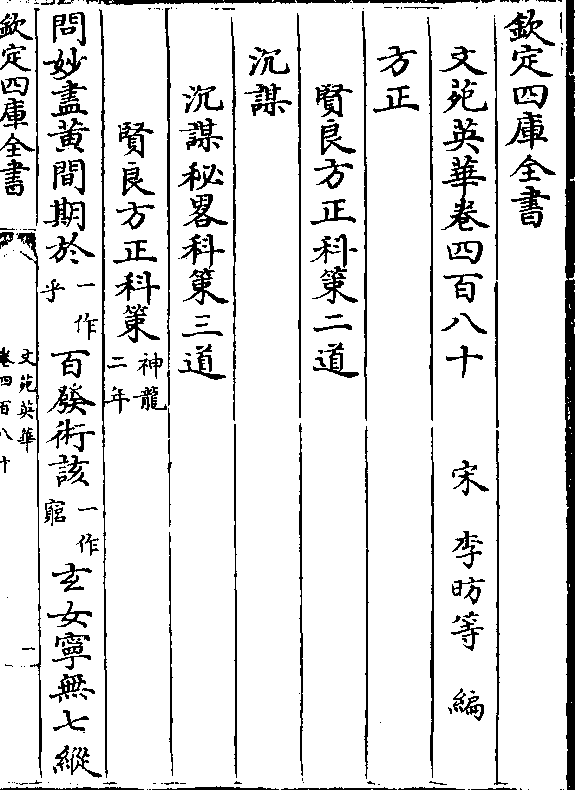 欽定四庫全書
文苑英華卷四百八十 宋 李昉等 編
方正
賢良方正科策二道
沉謀
沉謀秘畧科策三道
賢良方正科策神龍二年
問妙盡黄間期於一作乎百發術該一作窮玄女寧無七縱
欽定四庫全書
文苑英華
卷四百八十
一